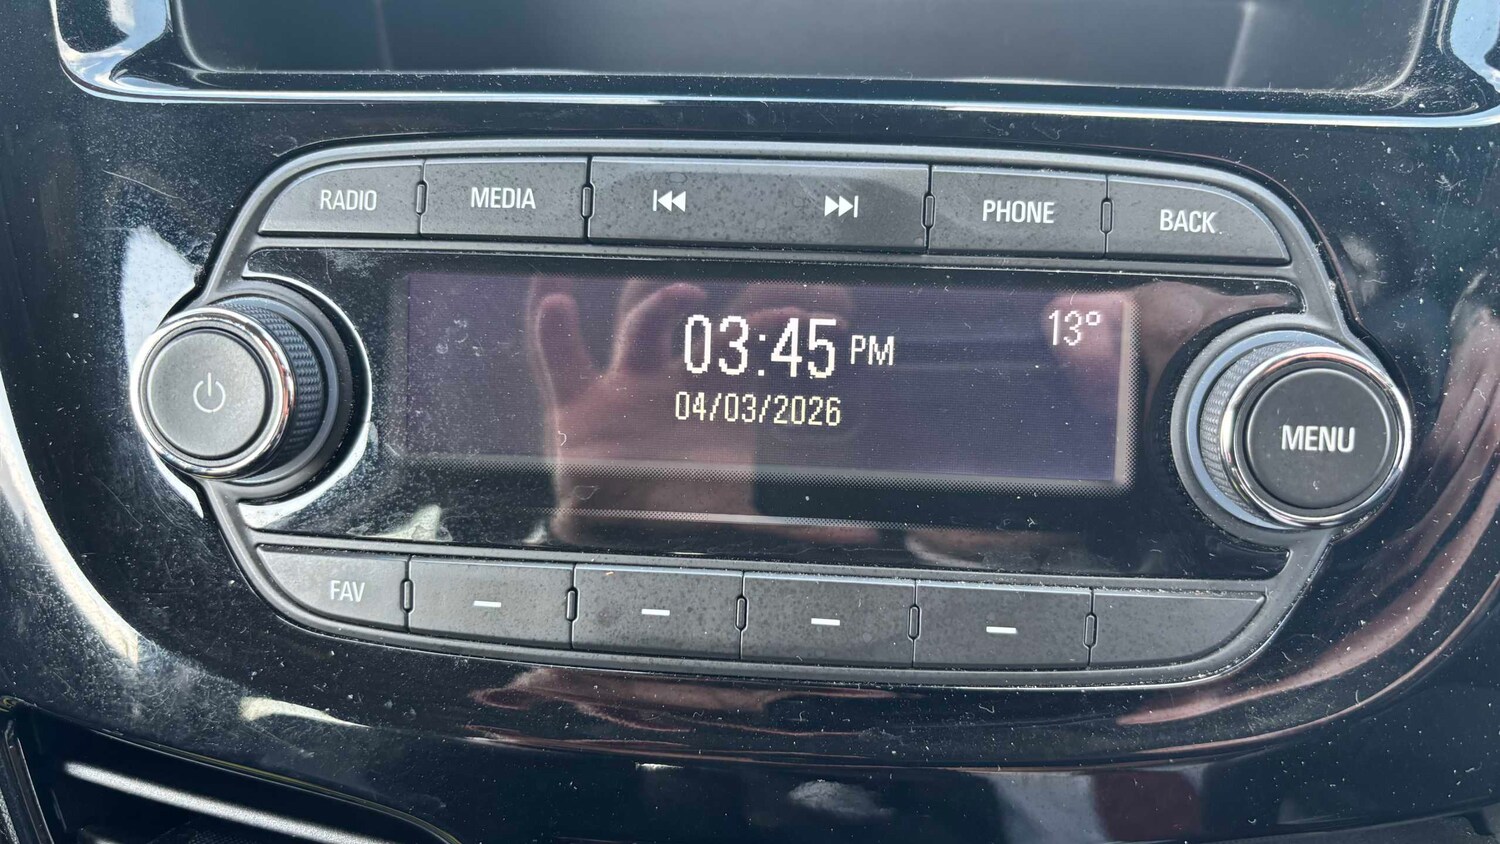 RADIO MEDIA PHONE BACK
03:45 PM 13°
04/03/2026
MENU
FAV